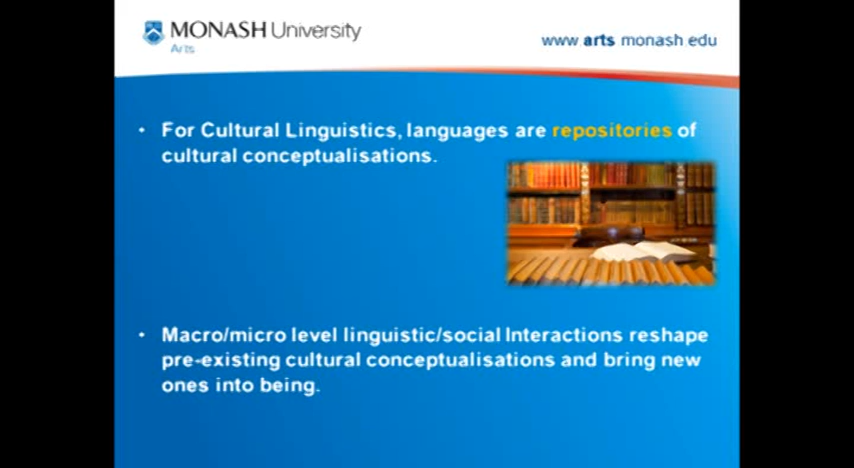 MONASH University
Arts
www arts monash edu
• For Cultural Linguistics, languages are repositories of
cultural conceptualisations.
• Macro/micro level linguistic/social Interactions reshape
pre-existing cultural conceptualisations and bring new
ones into being.